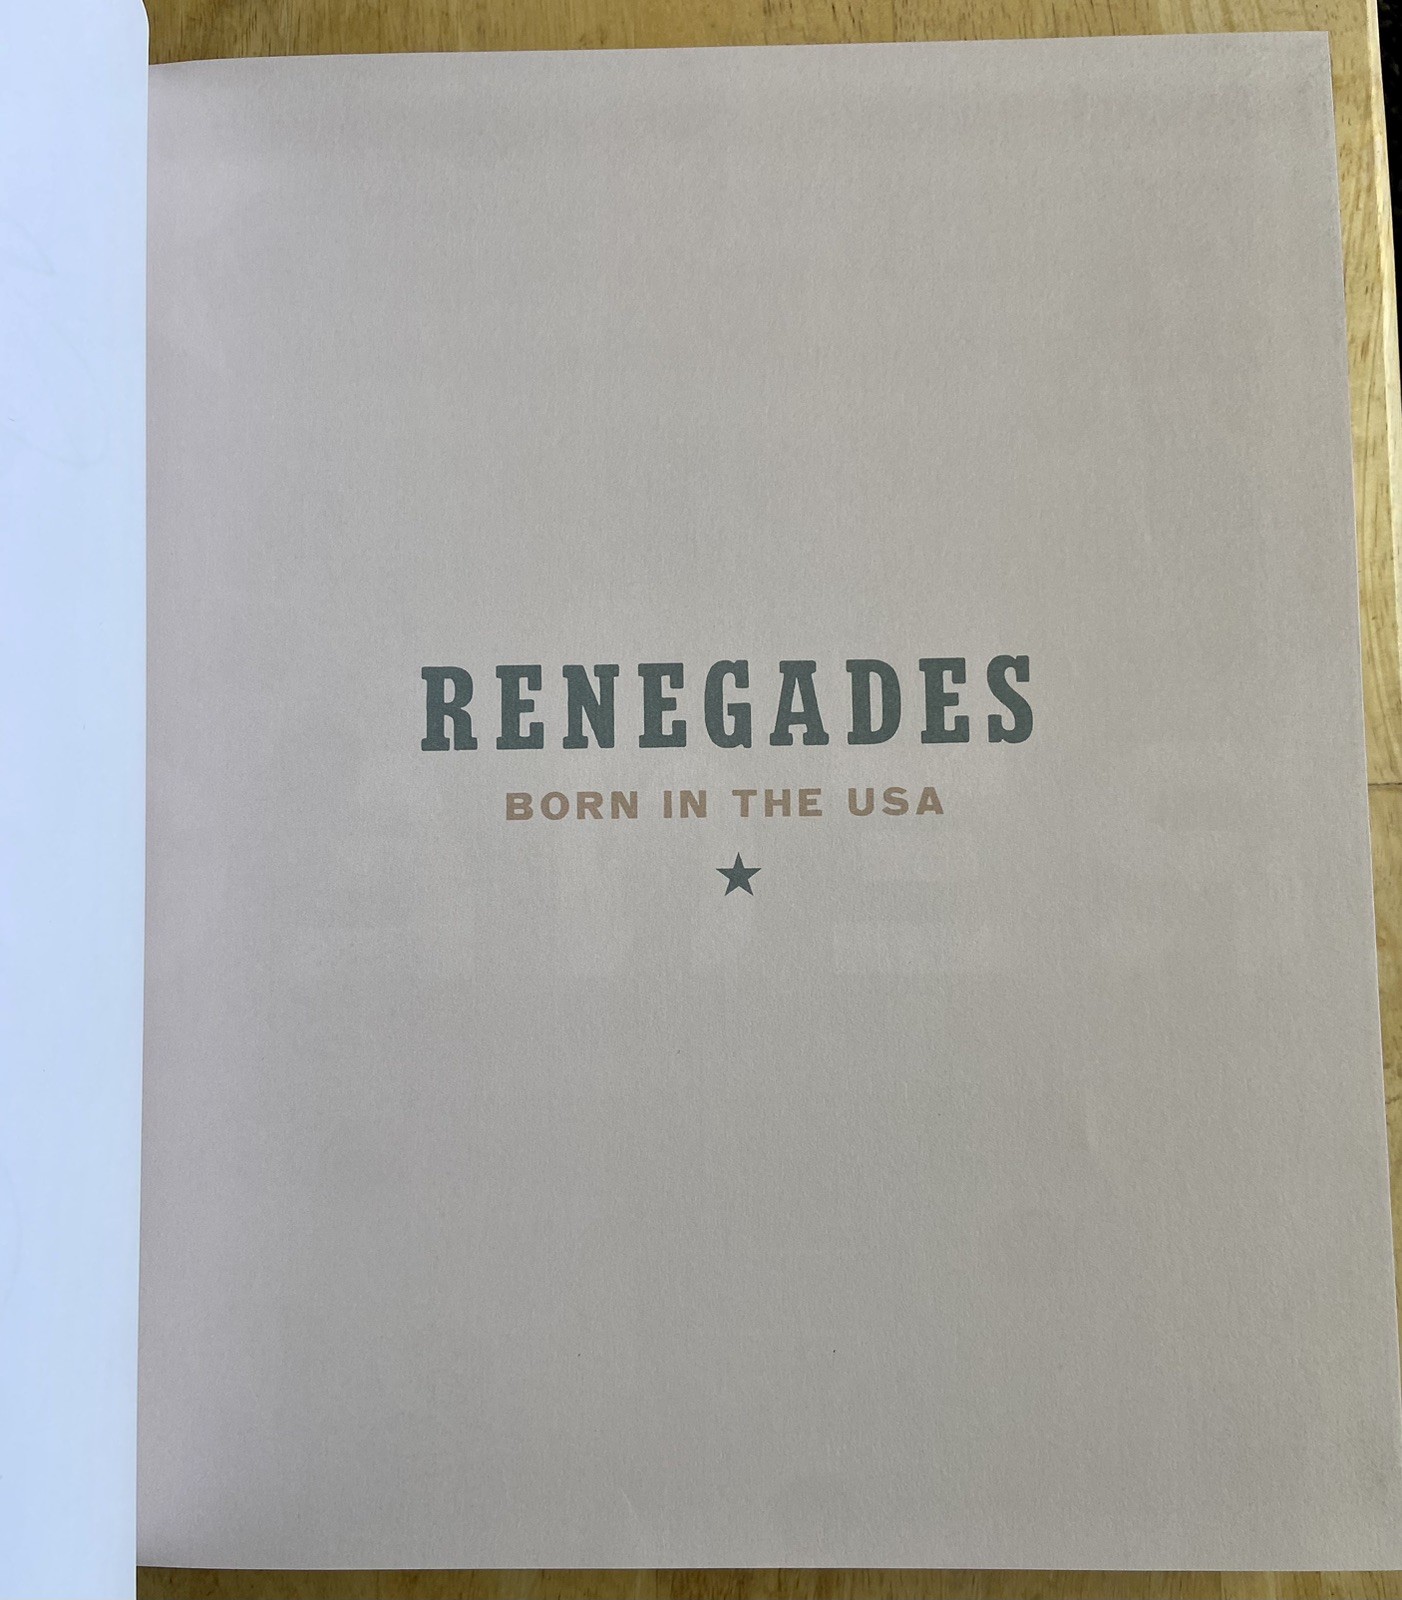 RENEGADES
BORN IN THE USA